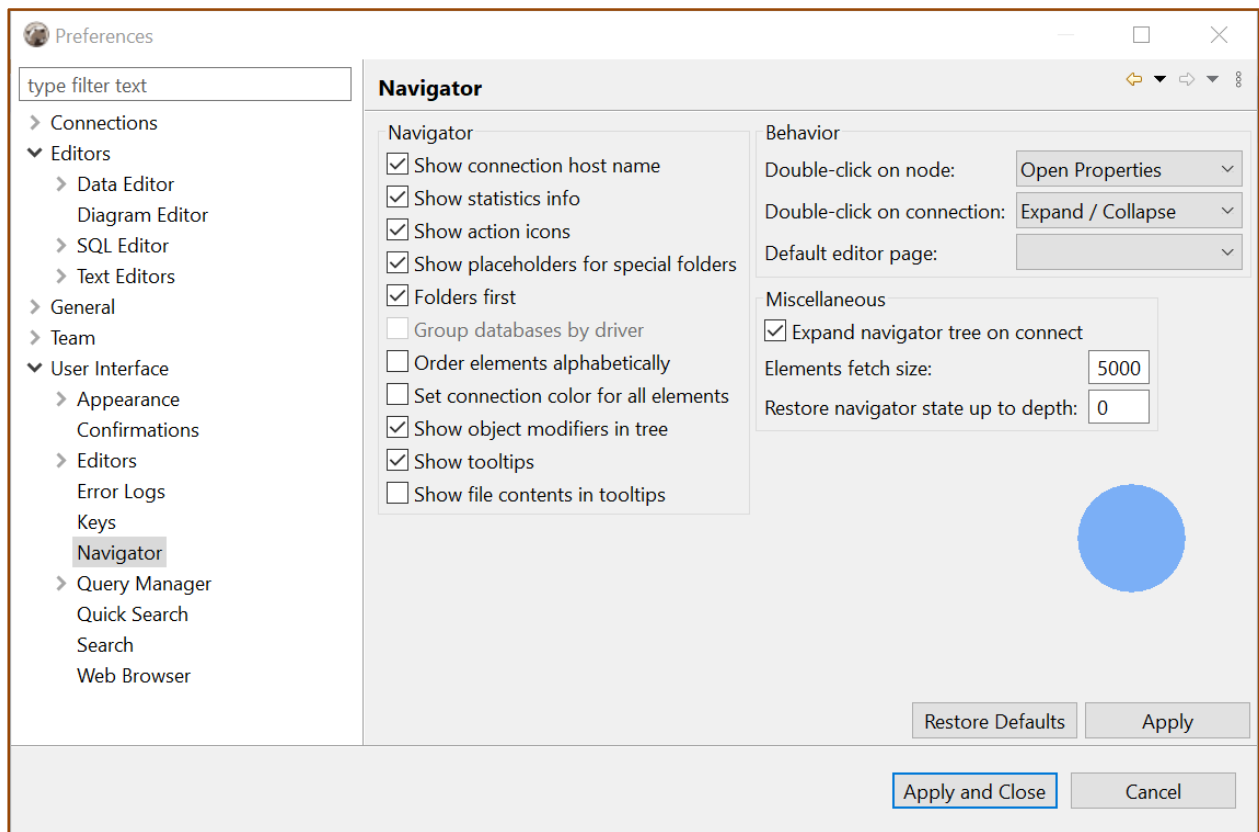 Preferences
type filter text
Connections
Editors
Data Editor
Diagram Editor
SQL Editor
Text Editors
General
Team
User Interface
Appearance
Confirmations
Editors
Error Logs
Keys
Navigator
Query Manager
Quick Search
Search
Web Browser
Navigator
Navigator
Show connection host name
Show statistics info
Show action icons
Show placeholders for special folders
Folders first
Group databases by driver
Order elements alphabetically
Set connection color for all elements
Show object modifiers in tree
Show tooltips
Show file contents in tooltips
Behavior
Double-click on node: Open Properties
Double-click on connection: Expand / Collapse
Default editor page:
Miscellaneous
Expand navigator tree on connect
Elements fetch size: 5000
Restore navigator state up to depth: 0
Restore Defaults Apply
Apply and Close Cancel